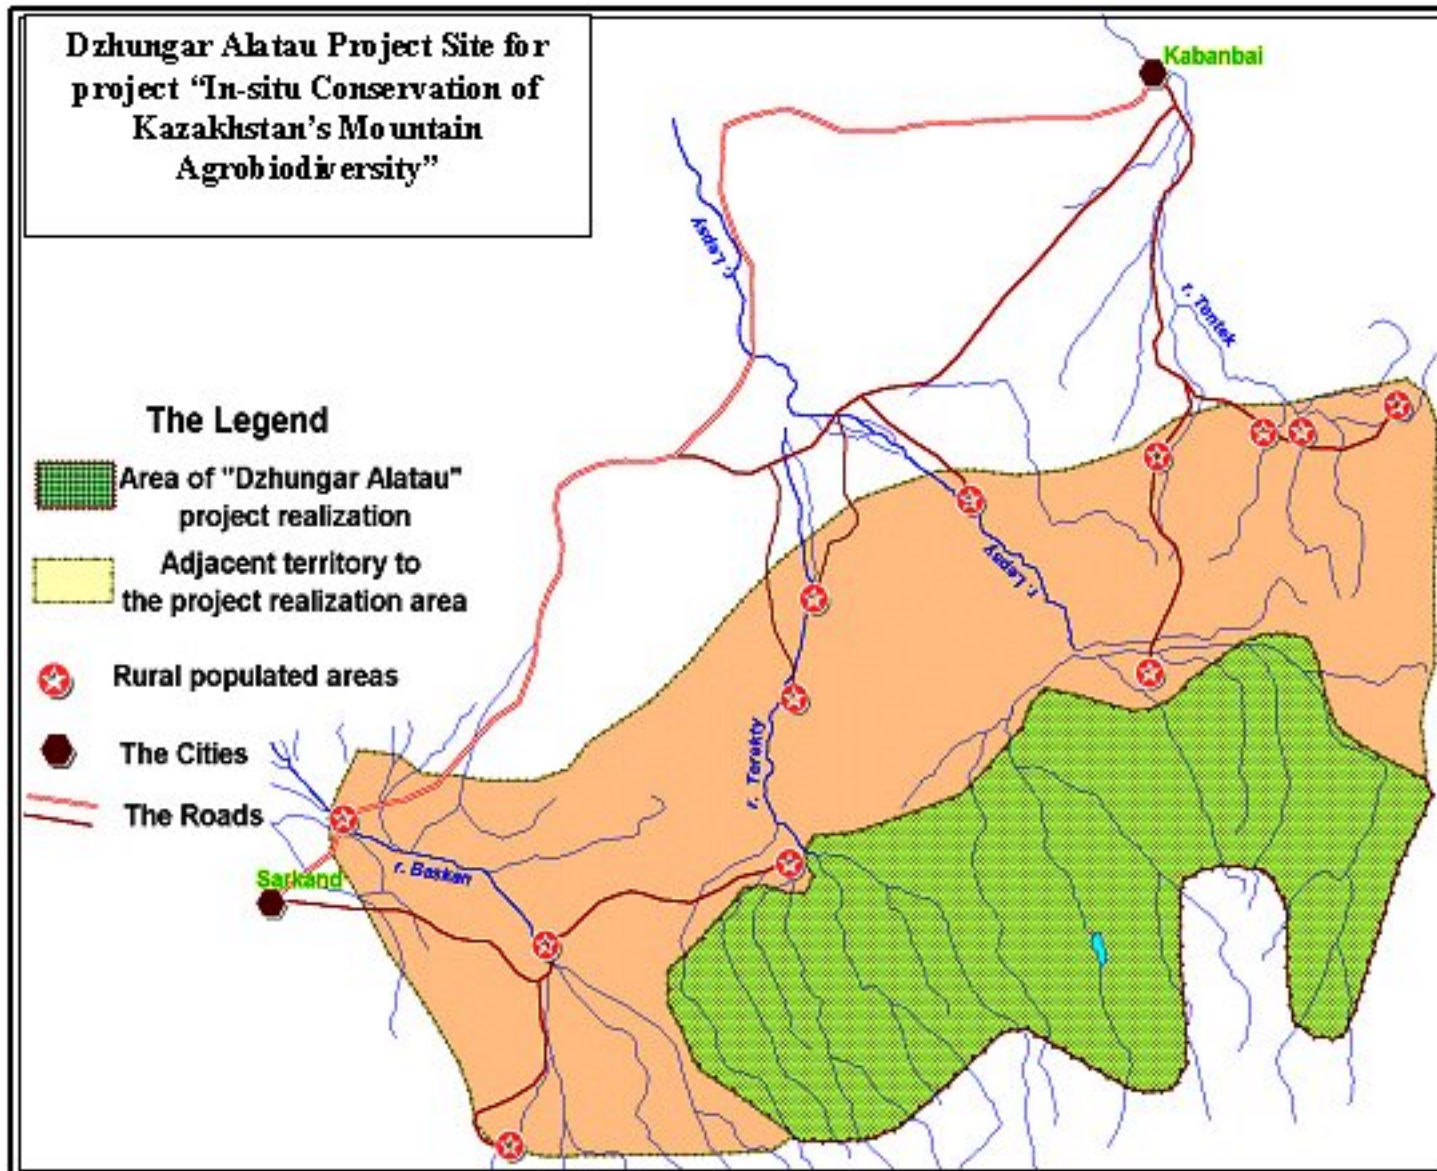 Dzhungar Alatau Project Site for
project “In-situ Conservation of
Kazakhstan’s Mountain
Agrobiodiversity”
Kabanbai
r. Lepsy
r. Tentek
The Legend
Area of "Dzhungar Alatau"
project realization
Adjacent territory to
the project realization area
r. Lepsy
Rural populated areas
The Cities
r. Terekty
The Roads
Sarkand
r. Baskan